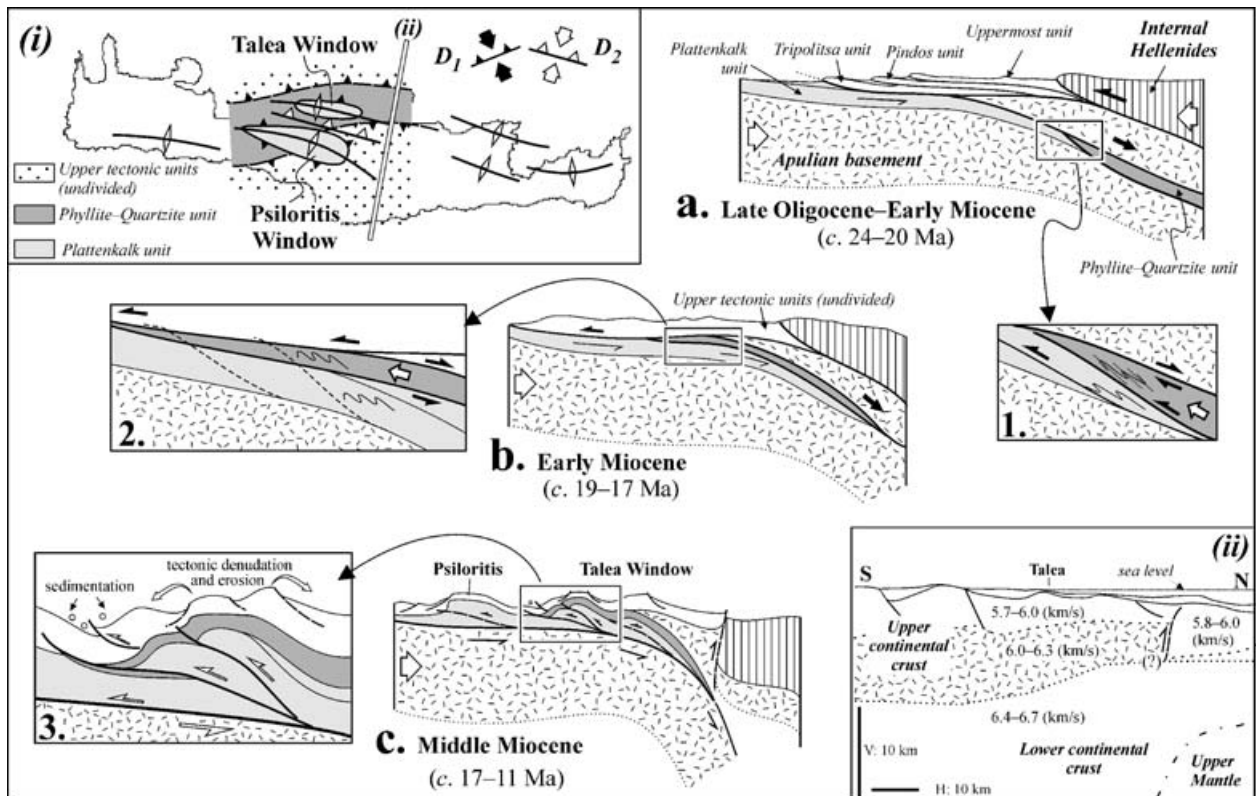 (i)
(ii)
Talea Window
D1
D2
Upper tectonic units
(undivided)
Phyllite–Quartzite unit
Plattenkalk unit
Psiloritis
Window
Plattenkalk
unit
Tripolitsa unit
Pindos unit
Uppermost unit
Internal
Hellenides
Apulian basement
a. Late Oligocene–Early Miocene
(c. 24–20 Ma)
Phyllite–Quartzite unit
1.
2.
Upper tectonic units (undivided)
b. Early Miocene
(c. 19–17 Ma)
tectonic denudation
and erosion
sedimentation
3.
Psiloritis
Talea Window
c. Middle Miocene
(c. 17–11 Ma)
(ii)
S
Talea
sea level
N
5.7–6.0 (km/s)
5.8–6.0
(km/s)
Upper
continental
crust
6.0–6.3 (km/s)
(?)
6.4–6.7 (km/s)
Lower continental
crust
Upper
Mantle
V: 10 km
H: 10 km